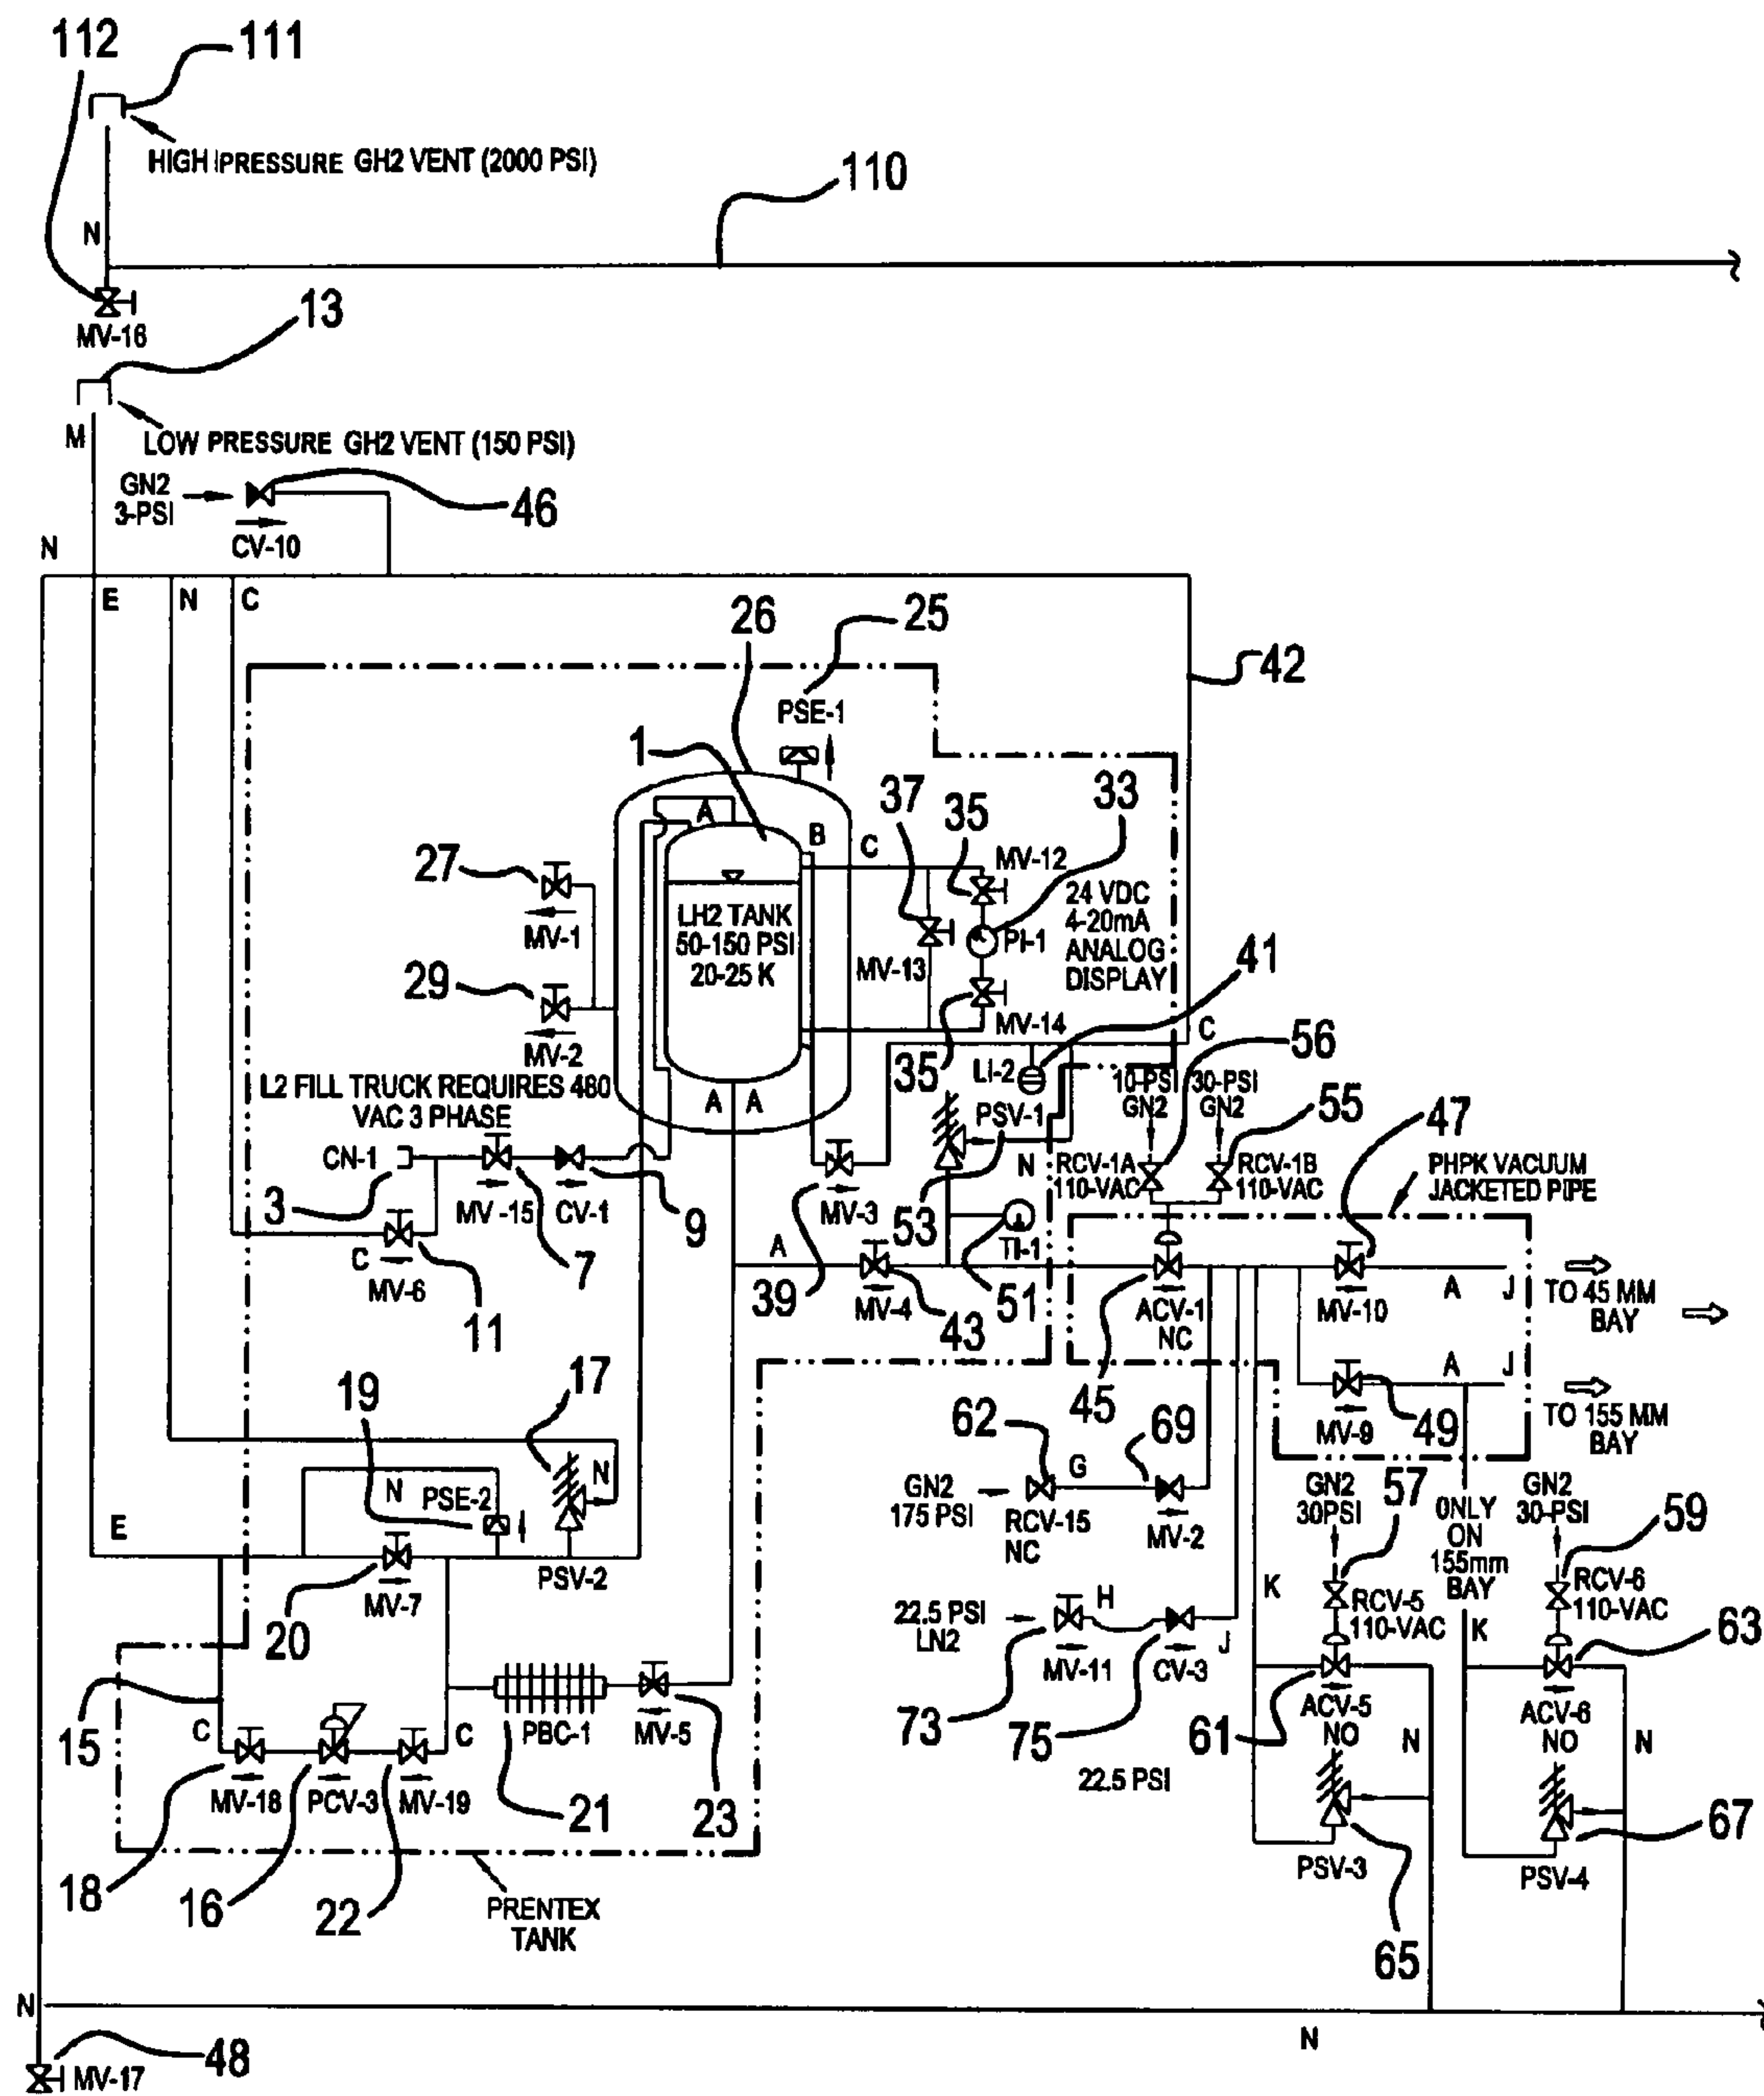 112
111
HIGH PRESSURE GH2 VENT (2000 PSI)
110
N
MV-16
13
M
LOW PRESSURE GH2 VENT (150 PSI)
GN2
3-PSI
46
CV-10
N
E
N
C
26
25
42
PSE-1
1
33
37
35
A
B
C
MV-12
27
24 VDC
4-20mA
ANALOG
DISPLAY
MV-1
LH2 TANK
50-150 PSI
20-25 K
PI-1
MV-13
41
29
MV-2
35
MV-14
C
56
L2 FILL TRUCK REQUIRES 480
VAC 3 PHASE
A
A
LI-2
10-PSI
GN2
30-PSI
GN2
55
PSV-1
47
CN-1
N
RCV-1A
110-VAC
RCV-1B
110-VAC
PHPK VACUUM
JACKETED PIPE
3
MV-15
CV-1
9
MV-3
53
TI-1
C
7
A
MV-6
11
39
MV-4
43
51
ACV-1
NC
MV-10
A
J
TO 45 MM
BAY
17
45
A
J
19
62
69
MV-9
49
TO 155 MM
BAY
N
PSE-2
N
G
GN2
175 PSI
RCV-15
NC
MV-2
GN2
30PSI
57
ONLY
ON
155mm
BAY
GN2
30-PSI
59
E
MV-7
PSV-2
K
RCV-5
110-VAC
RCV-6
110-VAC
20
22.5 PSI
LN2
H
J
K
63
MV-11
CV-3
15
C
PBC-1
MV-5
C
73
75
61
ACV-5
NO
N
ACV-6
NO
N
MV-18
PCV-3
MV-19
21
23
22.5 PSI
67
18
16
22
PSV-3
PSV-4
PRENTEX
TANK
65
N
N
48
MV-17